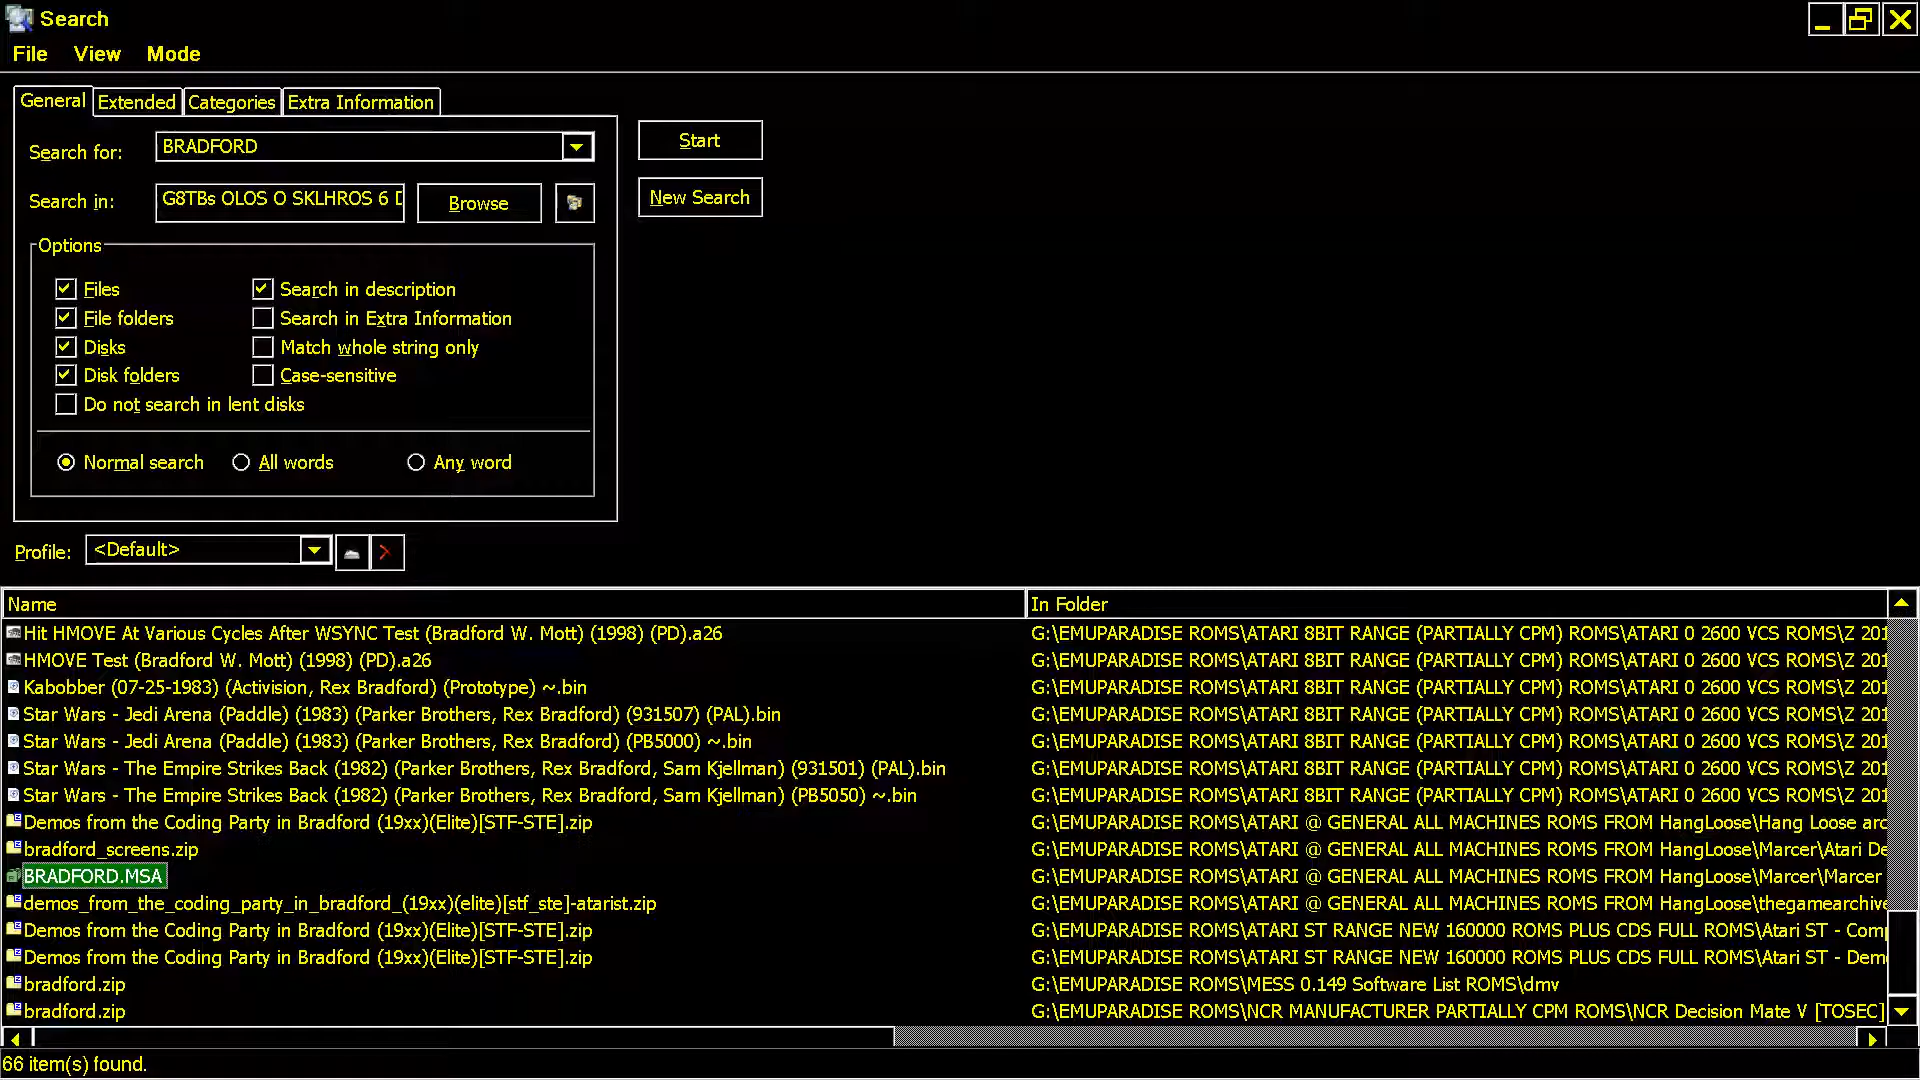 Search
File View Mode
General Extended Categories Extra Information
Search for: BRADFORD Start
Search in: G8TBs OLOS O SKLHROS 6 D Browse New Search
Options
Files Search in description
File folders Search in Extra Information
Disks Match whole string only
Disk folders Case-sensitive
Do not search in lent disks
Normal search All words Any word
Profile: <Default>
Name In Folder
Hit HMOVE At Various Cycles After WSYNC Test (Bradford W. Mott) (1998) (PD).a26 G:\EMUPARADISE ROMS\ATARI 8BIT RANGE (PARTIALLY CPM) ROMS\ATARI 0 2600 VCS ROMS\Z 201
HMOVE Test (Bradford W. Mott) (1998) (PD).a26 G:\EMUPARADISE ROMS\ATARI 8BIT RANGE (PARTIALLY CPM) ROMS\ATARI 0 2600 VCS ROMS\Z 201
Kabobber (07-25-1983) (Activision, Rex Bradford) (Prototype) ~.bin G:\EMUPARADISE ROMS\ATARI 8BIT RANGE (PARTIALLY CPM) ROMS\ATARI 0 2600 VCS ROMS\Z 201
Star Wars - Jedi Arena (Paddle) (1983) (Parker Brothers, Rex Bradford) (931507) (PAL).bin G:\EMUPARADISE ROMS\ATARI 8BIT RANGE (PARTIALLY CPM) ROMS\ATARI 0 2600 VCS ROMS\Z 201
Star Wars - Jedi Arena (Paddle) (1983) (Parker Brothers, Rex Bradford) (PB5000) ~.bin G:\EMUPARADISE ROMS\ATARI 8BIT RANGE (PARTIALLY CPM) ROMS\ATARI 0 2600 VCS ROMS\Z 201
Star Wars - The Empire Strikes Back (1982) (Parker Brothers, Rex Bradford, Sam Kjellman) (931501) (PAL).bin G:\EMUPARADISE ROMS\ATARI 8BIT RANGE (PARTIALLY CPM) ROMS\ATARI 0 2600 VCS ROMS\Z 201
Star Wars - The Empire Strikes Back (1982) (Parker Brothers, Rex Bradford, Sam Kjellman) (PB5050) ~.bin G:\EMUPARADISE ROMS\ATARI 8BIT RANGE (PARTIALLY CPM) ROMS\ATARI 0 2600 VCS ROMS\Z 201
Demos from the Coding Party in Bradford (19xx)(Elite)[STF-STE].zip G:\EMUPARADISE ROMS\ATARI @ GENERAL ALL MACHINES ROMS FROM HangLoose\Hang Loose arc
bradford_screens.zip G:\EMUPARADISE ROMS\ATARI @ GENERAL ALL MACHINES ROMS FROM HangLoose\Marcer\Atari De
BRADFORD.MSA G:\EMUPARADISE ROMS\ATARI @ GENERAL ALL MACHINES ROMS FROM HangLoose\Marcer\Marcer
demos_from_the_coding_party_in_bradford_(19xx)(elite)[stf_ste]-atarist.zip G:\EMUPARADISE ROMS\ATARI @ GENERAL ALL MACHINES ROMS FROM HangLoose\thegamearchive
Demos from the Coding Party in Bradford (19xx)(Elite)[STF-STE].zip G:\EMUPARADISE ROMS\ATARI ST RANGE NEW 160000 ROMS PLUS CDS FULL ROMS\Atari ST - Comp
Demos from the Coding Party in Bradford (19xx)(Elite)[STF-STE].zip G:\EMUPARADISE ROMS\ATARI ST RANGE NEW 160000 ROMS PLUS CDS FULL ROMS\Atari ST - Dem
bradford.zip G:\EMUPARADISE ROMS\MESS 0.149 Software List ROMS\dmv
bradford.zip G:\EMUPARADISE ROMS\NCR MANUFACTURER PARTIALLY CPM ROMS\NCR Decision Mate V [TOSEC]
66 item(s) found.